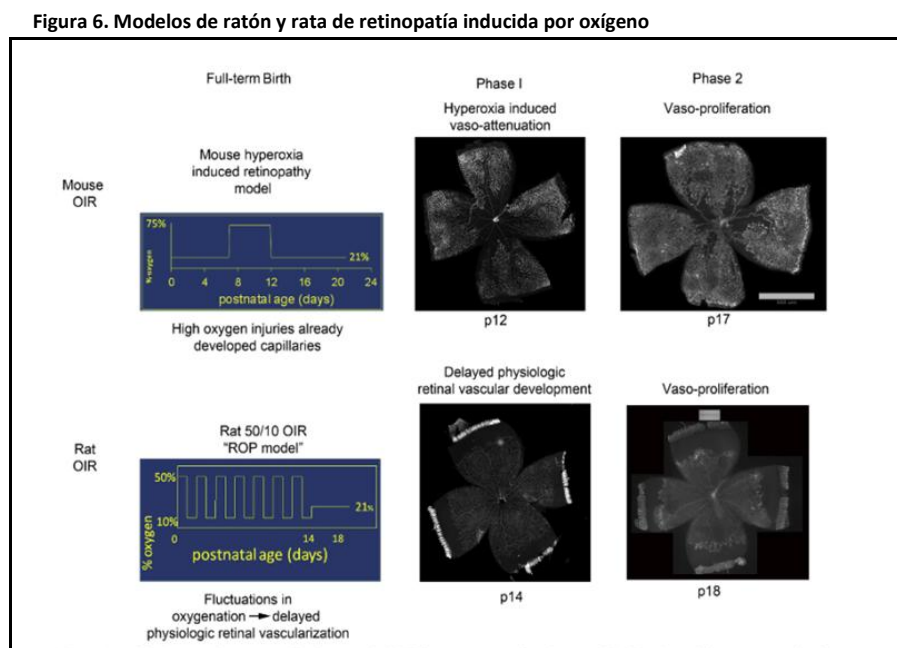 Figura 6. Modelos de ratón y rata de retinopatía inducida por oxígeno
Full-term Birth
Phase I
Phase 2
Hyperoxia induced
vaso-attenuation
Vaso-proliferation
Mouse
OIR
Mouse hyperoxia
induced retinopathy
model
75%
21%
% oxygen
0 4 8 12 16 20 24
postnatal age (days)
High oxygen injuries already
developed capillaries
p12
p17
Delayed physiologic
retinal vascular development
Vaso-proliferation
Rat
OIR
Rat 50/10 OIR
"ROP model"
50%
10%
21%
% oxygen
0 14 18
postnatal age (days)
Fluctuations in
oxygenation → delayed
physiologic retinal vascularization
p14
p18